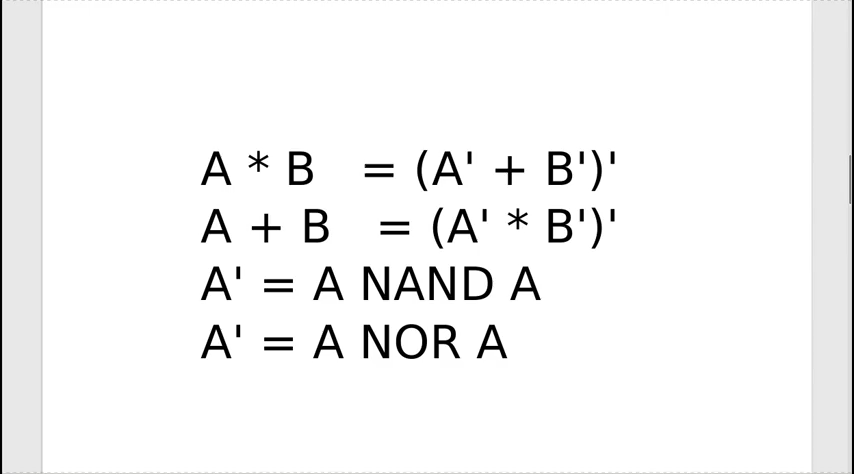 A * B = (A' + B')'
A + B = (A' * B')'
A' = A NAND A
A' = A NOR A